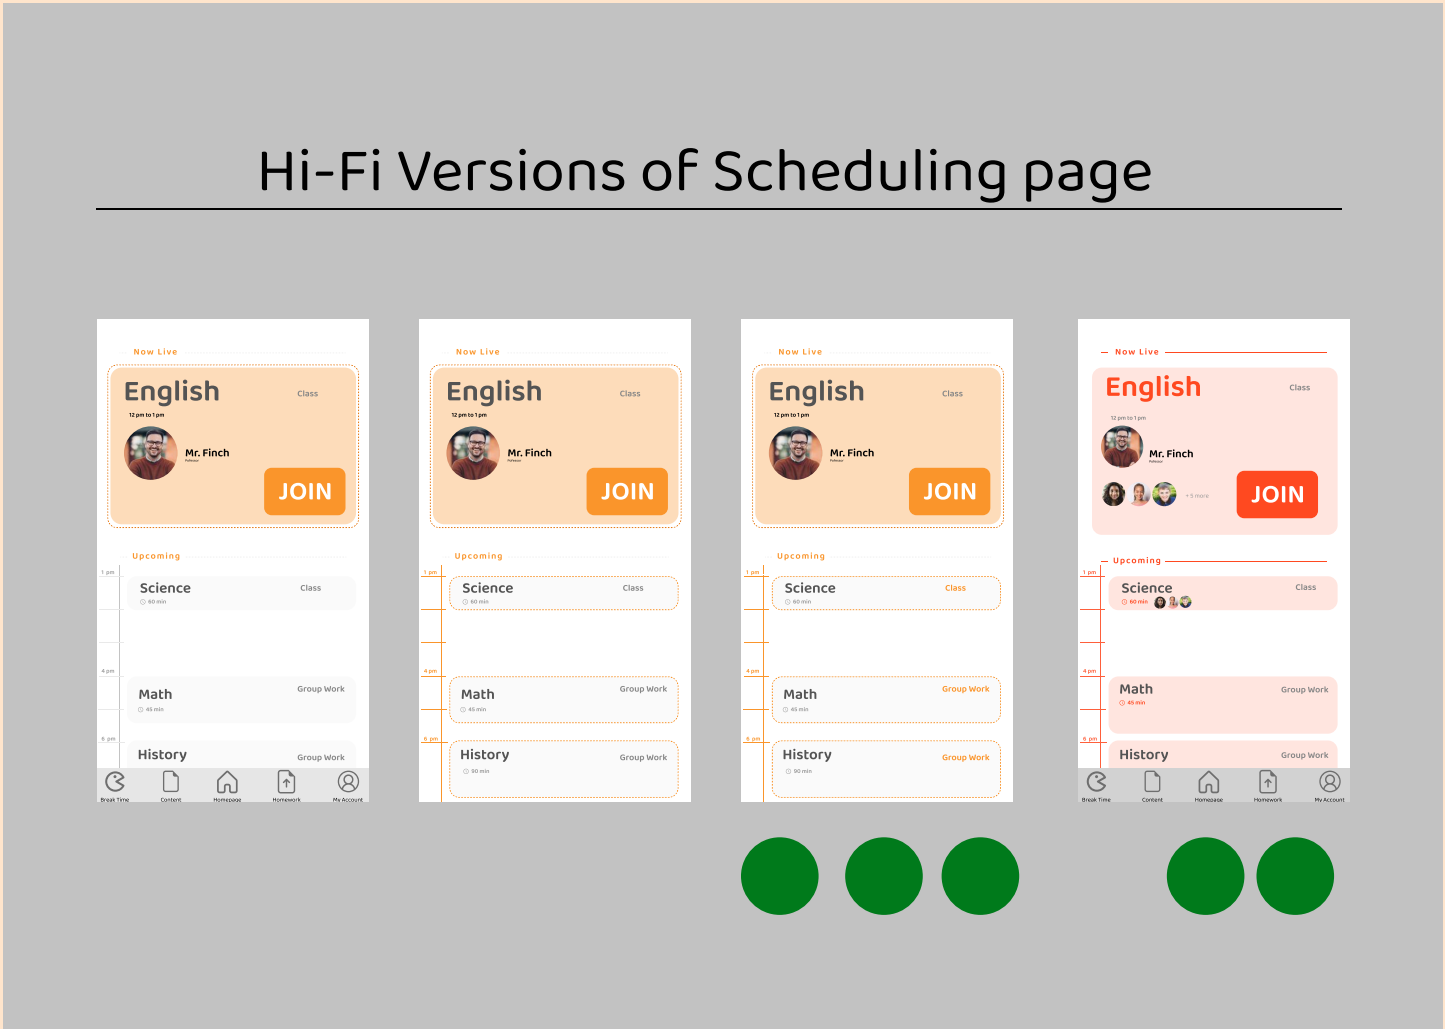 Hi-Fi Versions of Scheduling page
Now Live
English
Class
12 pm to 1 pm
Mr. Finch
Professor
JOIN
Upcoming
1 pm
Science
Class
60 min
4 pm
Math
Group Work
45 min
6 pm
History
Group Work
Break Time
Content
Homepage
Homework
My Account
Now Live
English
Class
12 pm to 1 pm
Mr. Finch
Professor
JOIN
Upcoming
1 pm
Science
Class
60 min
4 pm
Math
Group Work
45 min
6 pm
History
Group Work
90 min
Now Live
English
Class
12 pm to 1 pm
Mr. Finch
Professor
JOIN
Upcoming
1 pm
Science
Class
60 min
4 pm
Math
Group Work
45 min
6 pm
History
Group Work
90 min
Now Live
English
Class
12 pm to 1 pm
Mr. Finch
Professor
+ 5 more
JOIN
Upcoming
1 pm
Science
Class
60 min
4 pm
Math
Group Work
45 min
6 pm
History
Group Work
Break Time
Content
Homepage
Homework
My Account